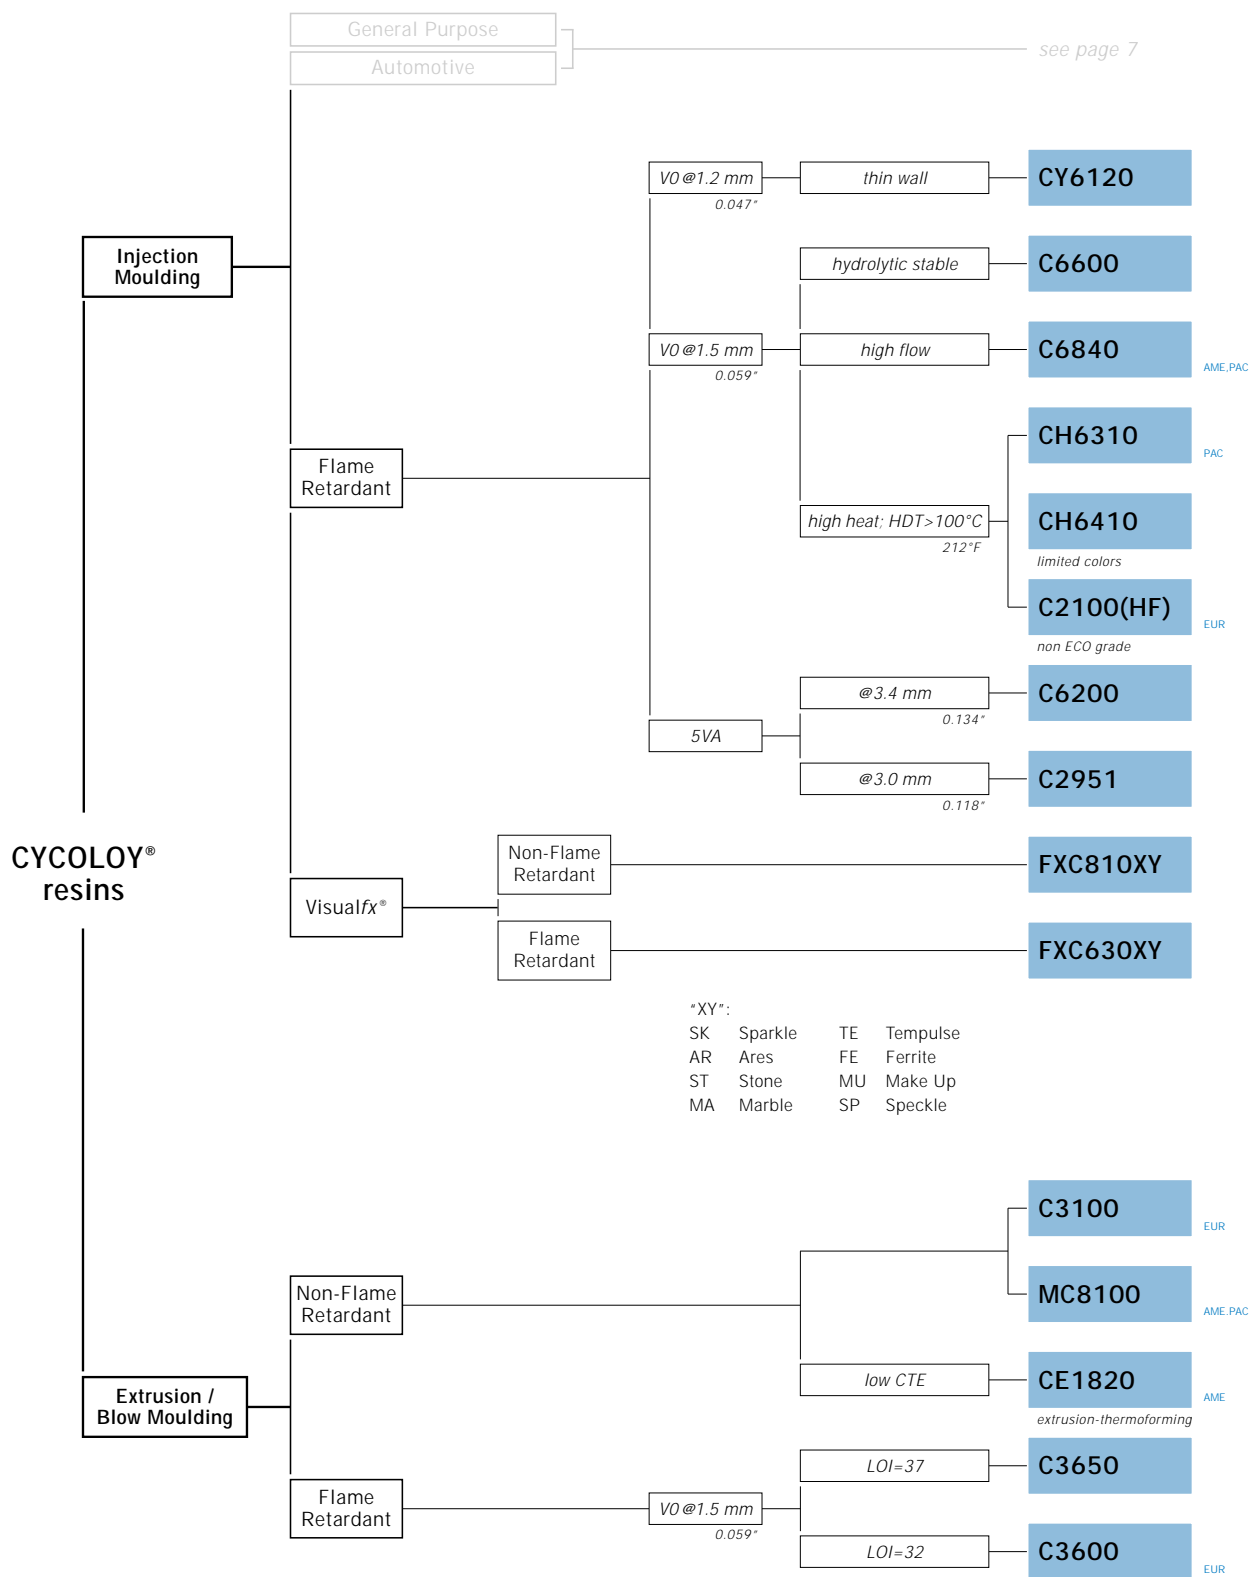 General Purpose
Automotive
see page 7
V0 @1.2 mm
0.047"
thin wall
CY6120
Injection
Moulding
hydrolytic stable
C6600
V0 @1.5 mm
0.059"
high flow
C6840
AME,PAC
CH6310
PAC
Flame
Retardant
high heat; HDT>100°C
212°F
CH6410
limited colors
C2100(HF)
EUR
non ECO grade
@3.4 mm
0.134"
C6200
5VA
@3.0 mm
0.118"
C2951
CYCOLOY®
resins
Non-Flame
Retardant
FXC810XY
Visualfx®
Flame
Retardant
FXC630XY
"XY":
SK Sparkle TE Tempulse
AR Ares FE Ferrite
ST Stone MU Make Up
MA Marble SP Speckle
C3100
EUR
Non-Flame
Retardant
MC8100
AME.PAC
Extrusion /
Blow Moulding
low CTE
CE1820
AME
extrusion-thermoforming
LOI=37
C3650
Flame
Retardant
V0 @1.5 mm
0.059"
LOI=32
C3600
EUR